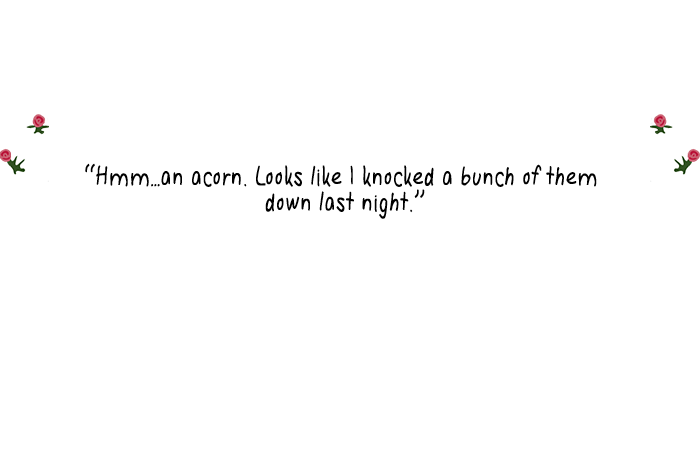 “Hmm...an acorn. Looks like I knocked a bunch of them
down last night.”